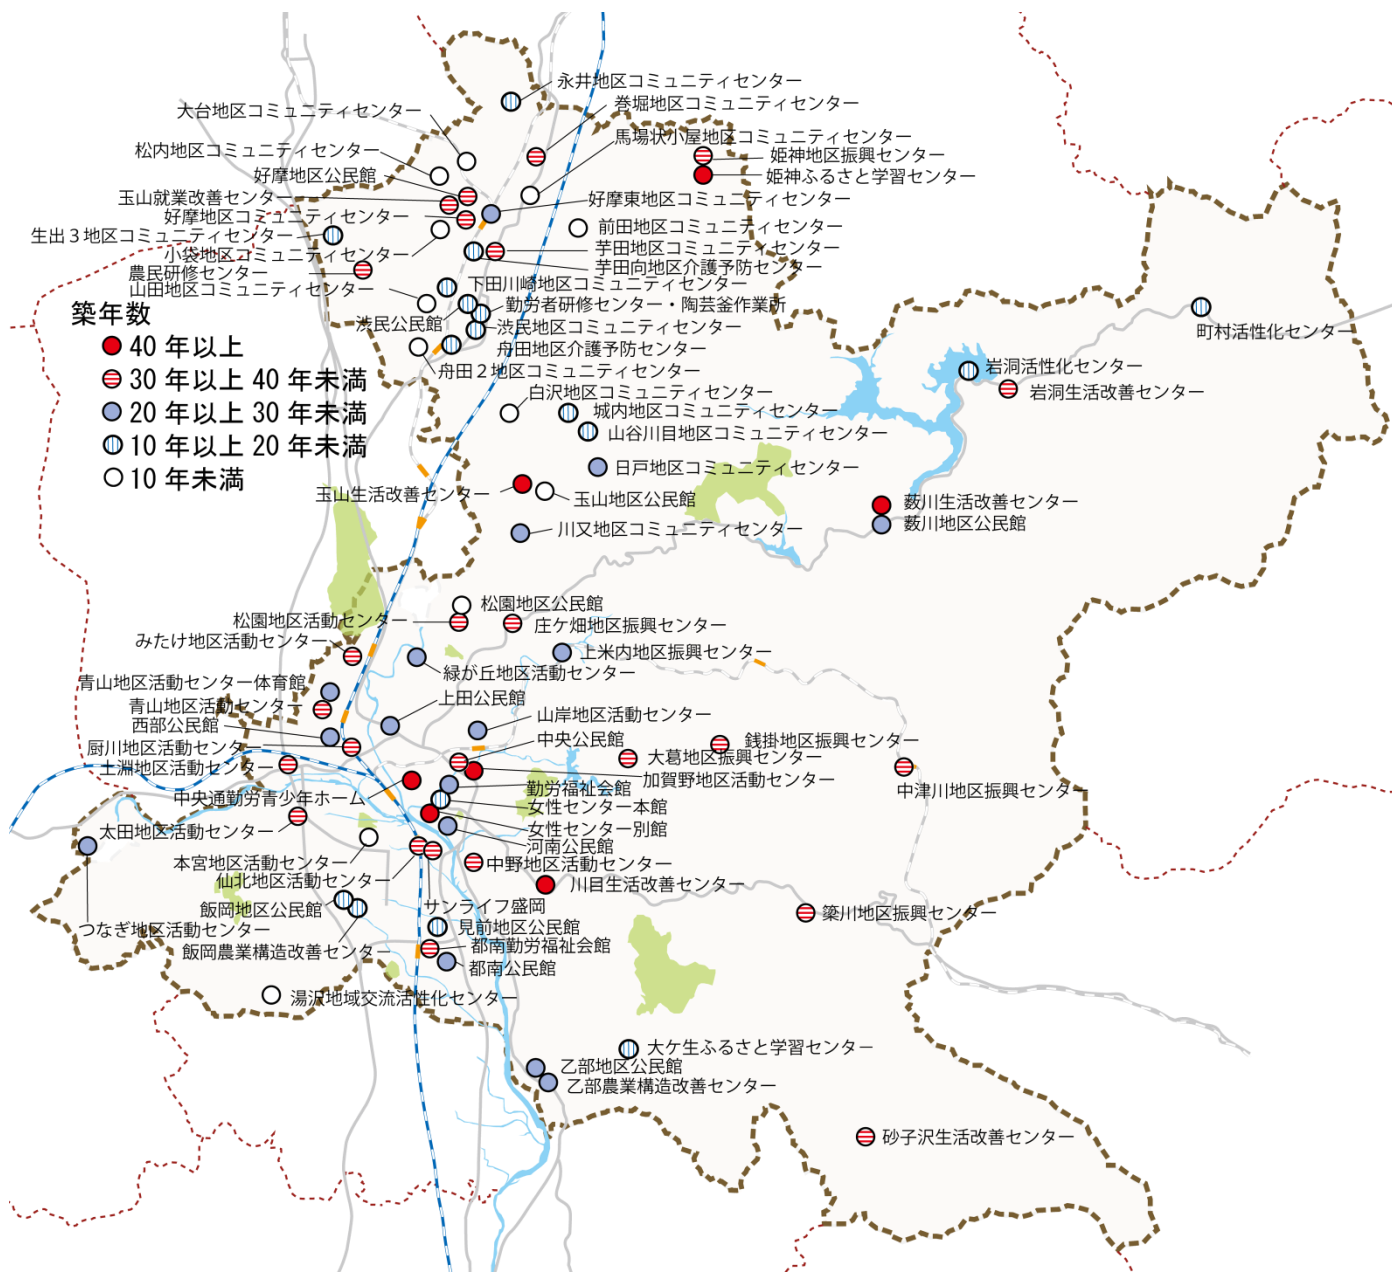 永井地区コミュニティセンター
大台地区コミュニティセンター
巻堀地区コミュニティセンター
馬場状小屋地区コミュニティセンター
松内地区コミュニティセンター
姫神地区振興センター
好摩地区公民館
姫神ふるさと学習センター
玉山就業改善センター
好摩東地区コミュニティセンター
好摩地区コミュニティセンター
前田地区コミュニティセンター
生出３地区コミュニティセンター
芋田地区コミュニティセンター
小袋地区コミュニティセンター
芋田向地区介護予防センター
農民研修センター
下田川崎地区コミュニティセンター
山田地区コミュニティセンター
勤労者研修センター・陶芸釜作業所
渋民公民館
渋民地区コミュニティセンター
町村活性化センター
舟田地区介護予防センター
舟田２地区コミュニティセンター
岩洞活性化センター
白沢地区コミュニティセンター
岩洞生活改善センター
城内地区コミュニティセンター
山谷川目地区コミュニティセンター
築年数
40 年以上
30 年以上 40 年未満
20 年以上 30 年未満
10 年以上 20 年未満
10 年未満
日戸地区コミュニティセンター
玉山生活改善センター
玉山地区公民館
薮川生活改善センター
薮川地区公民館
川又地区コミュニティセンター
松園地区公民館
松園地区活動センター
庄ケ畑地区振興センター
みたけ地区活動センター
上米内地区振興センター
緑が丘地区活動センター
青山地区活動センター体育館
上田公民館
青山地区活動センター
山岸地区活動センター
西部公民館
中央公民館
銭掛地区振興センター
厨川地区活動センター
大葛地区振興センター
土淵地区活動センター
加賀野地区活動センター
中津川地区振興センター
勤労福祉会館
中央通勤労青少年ホーム
女性センター本館
太田地区活動センター
女性センター別館
河南公民館
本宮地区活動センター
中野地区活動センター
仙北地区活動センター
川目生活改善センター
サンライフ盛岡
飯岡地区公民館
簗川地区振興センター
つなぎ地区活動センター
見前地区公民館
飯岡農業構造改善センター
都南勤労福祉会館
都南公民館
湯沢地域交流活性化センター
大ケ生ふるさと学習センター
乙部地区公民館
乙部農業構造改善センター
砂子沢生活改善センター